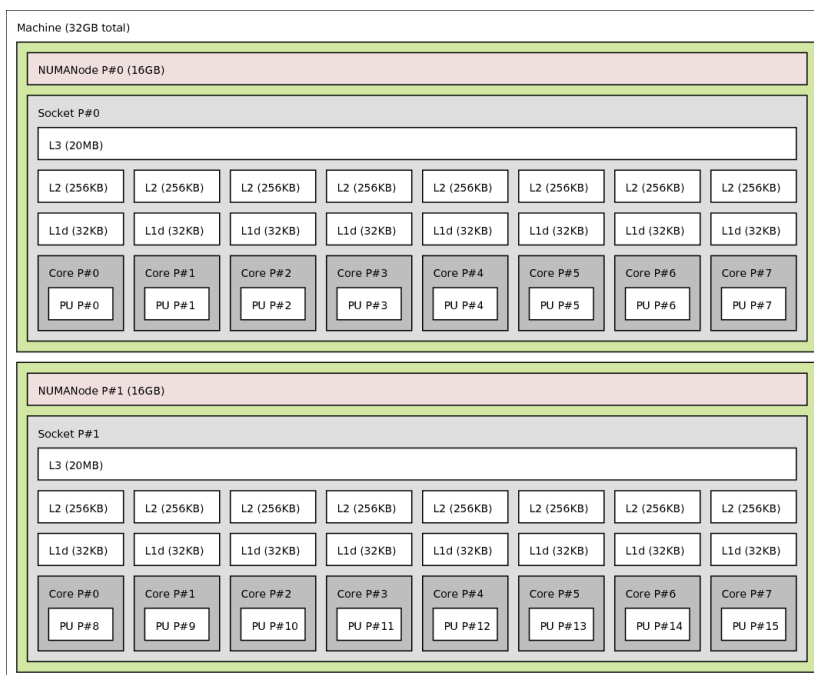 Machine (32GB total)
NUMANode P#0 (16GB)
Socket P#0
L3 (20MB)
L2 (256KB) L2 (256KB) L2 (256KB) L2 (256KB) L2 (256KB) L2 (256KB) L2 (256KB) L2 (256KB)
L1d (32KB) L1d (32KB) L1d (32KB) L1d (32KB) L1d (32KB) L1d (32KB) L1d (32KB) L1d (32KB)
Core P#0 Core P#1 Core P#2 Core P#3 Core P#4 Core P#5 Core P#6 Core P#7
PU P#0 PU P#1 PU P#2 PU P#3 PU P#4 PU P#5 PU P#6 PU P#7
NUMANode P#1 (16GB)
Socket P#1
L3 (20MB)
L2 (256KB) L2 (256KB) L2 (256KB) L2 (256KB) L2 (256KB) L2 (256KB) L2 (256KB) L2 (256KB)
L1d (32KB) L1d (32KB) L1d (32KB) L1d (32KB) L1d (32KB) L1d (32KB) L1d (32KB) L1d (32KB)
Core P#0 Core P#1 Core P#2 Core P#3 Core P#4 Core P#5 Core P#6 Core P#7
PU P#8 PU P#9 PU P#10 PU P#11 PU P#12 PU P#13 PU P#14 PU P#15